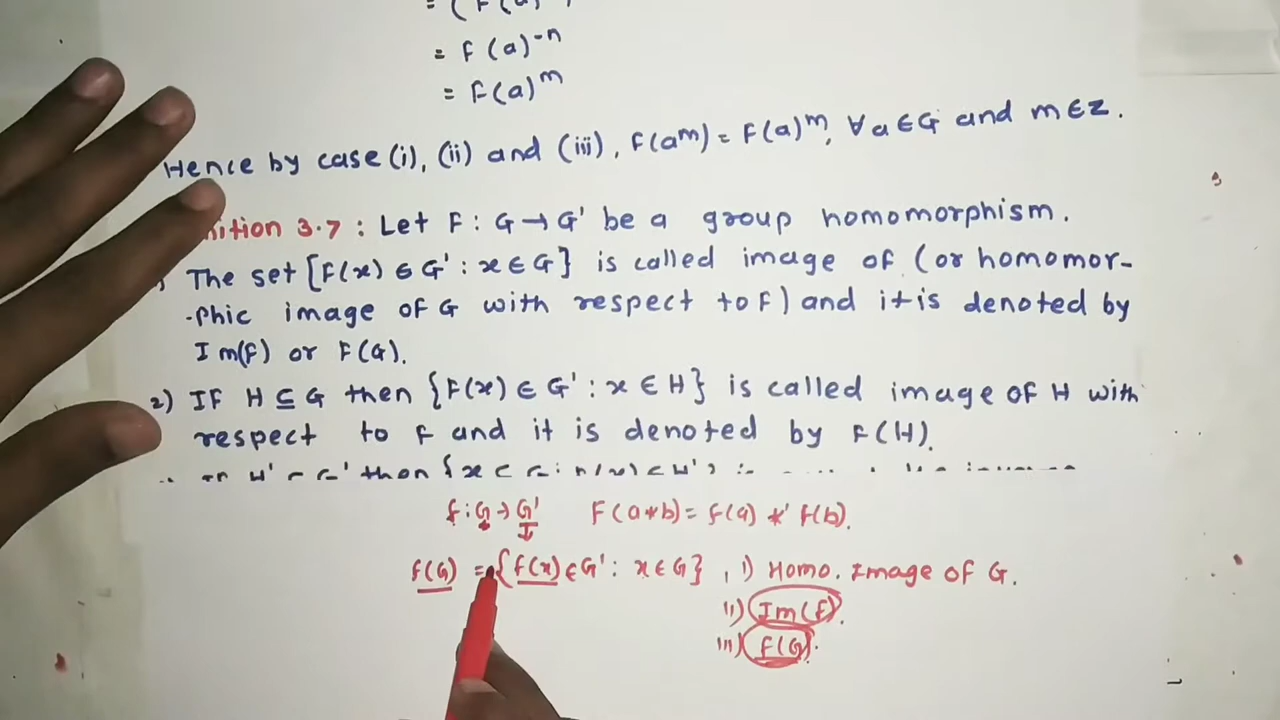 = F(a)⁻ⁿ
= F(a)ᵐ
Hence by case (i), (ii) and (iii), F(aᵐ) = F(a)ᵐ, ∀a∈G and m∈Z.
nition 3.7 : Let F : G → G' be a group homomorphism.
The set [F(x) ∈ G' : x ∈ G} is called image of (or homomor-
-phic image of G with respect to F) and it is denoted by
Im(F) or F(G).
2) If H ⊆ G then {F(x) ∈ G' : x ∈ H} is called image of H with
respect to F and it is denoted by F(H).
f : G → G' F(a*b) = f(a) *' f(b).
f(G) = {f(x) ∈ G' : x ∈ G} , i) Homo. Image of G.
ii) Im(F).
iii) F(G).